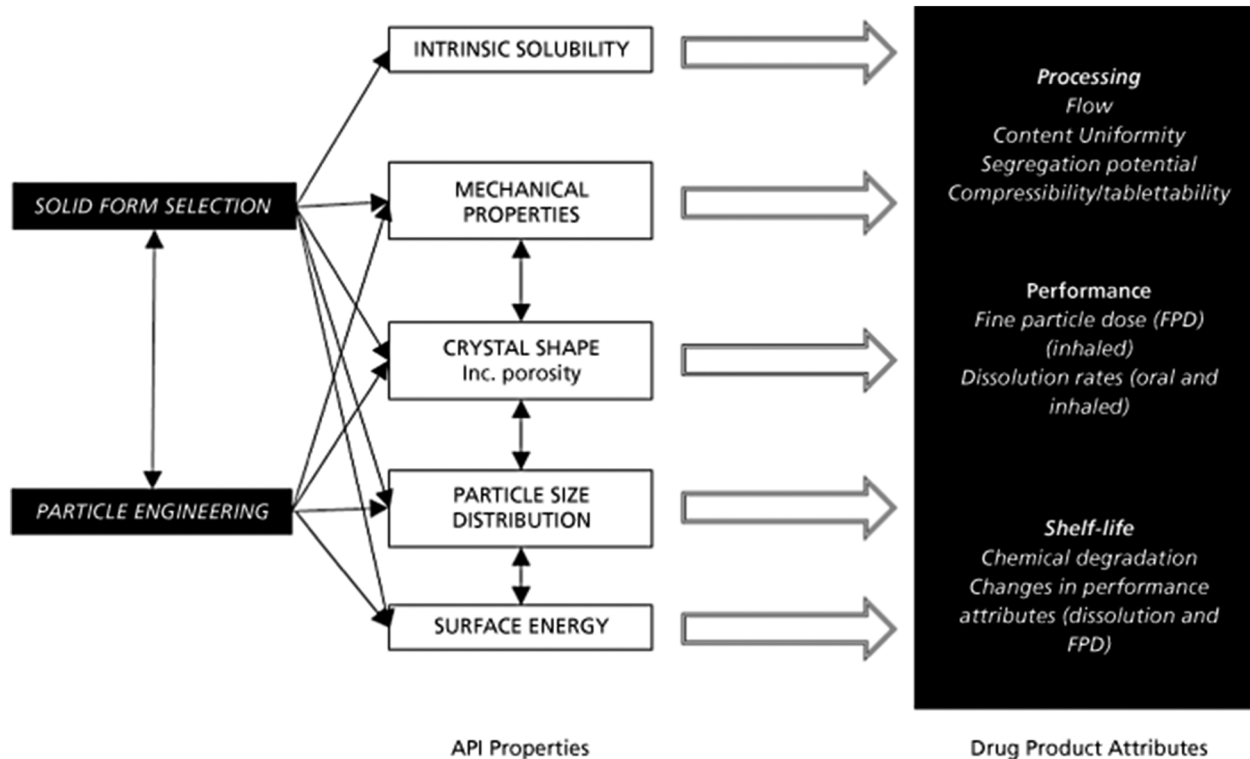 INTRINSIC SOLUBILITY
SOLID FORM SELECTION
MECHANICAL
PROPERTIES
CRYSTAL SHAPE
Inc. porosity
PARTICLE ENGINEERING
PARTICLE SIZE
DISTRIBUTION
SURFACE ENERGY
API Properties
Processing
Flow
Content Uniformity
Segregation potential
Compressibility/tablettability
Performance
Fine particle dose (FPD)
(inhaled)
Dissolution rates (oral and
inhaled)
Shelf-life
Chemical degradation
Changes in performance
attributes (dissolution and
FPD)
Drug Product Attributes